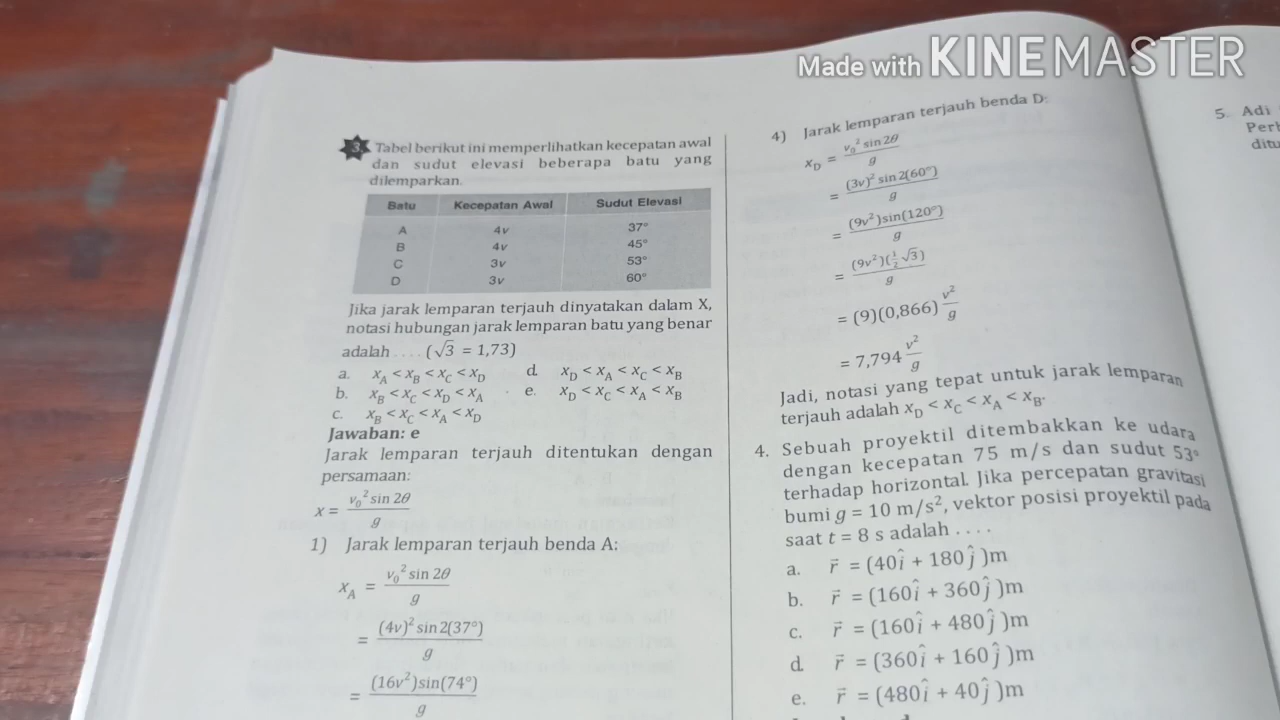 Made with KINEMASTER
3. Tabel berikut ini memperlihatkan kecepatan awal
dan sudut elevasi beberapa batu yang
dilemparkan.
Batu Kecepatan Awal Sudut Elevasi
A 4v 37°
B 4v 45°
C 3v 53°
D 3v 60°
Jika jarak lemparan terjauh dinyatakan dalam X,
notasi hubungan jarak lemparan batu yang benar
adalah . . . . (√3 = 1,73)
a. x_A < x_B < x_C < x_D d. x_D < x_A < x_C < x_B
b. x_B < x_C < x_D < x_A e. x_D < x_C < x_A < x_B
c. x_B < x_C < x_A < x_D
Jawaban: e
Jarak lemparan terjauh ditentukan dengan
persamaan:
x = v₀² sin 2θ / g
1) Jarak lemparan terjauh benda A:
x_A = v₀² sin 2θ / g
= (4v)² sin 2(37°) / g
= (16v²)sin(74°) / g
4) Jarak lemparan terjauh benda D:
x_D = v₀² sin 2θ / g
= (3v)² sin 2(60°) / g
= (9v²)sin(120°) / g
= (9v²)(½√3) / g
= (9)(0,866) v²/g
= 7,794 v²/g
Jadi, notasi yang tepat untuk jarak lemparan
terjauh adalah x_D < x_C < x_A < x_B.
4. Sebuah proyektil ditembakkan ke udara
dengan kecepatan 75 m/s dan sudut 53°
terhadap horizontal. Jika percepatan gravitasi
bumi g = 10 m/s², vektor posisi proyektil pada
saat t = 8 s adalah . . . .
a. r⃗ = (40î + 180ĵ)m
b. r⃗ = (160î + 360ĵ)m
c. r⃗ = (160î + 480ĵ)m
d. r⃗ = (360î + 160ĵ)m
e. r⃗ = (480î + 40ĵ)m
5. Adi